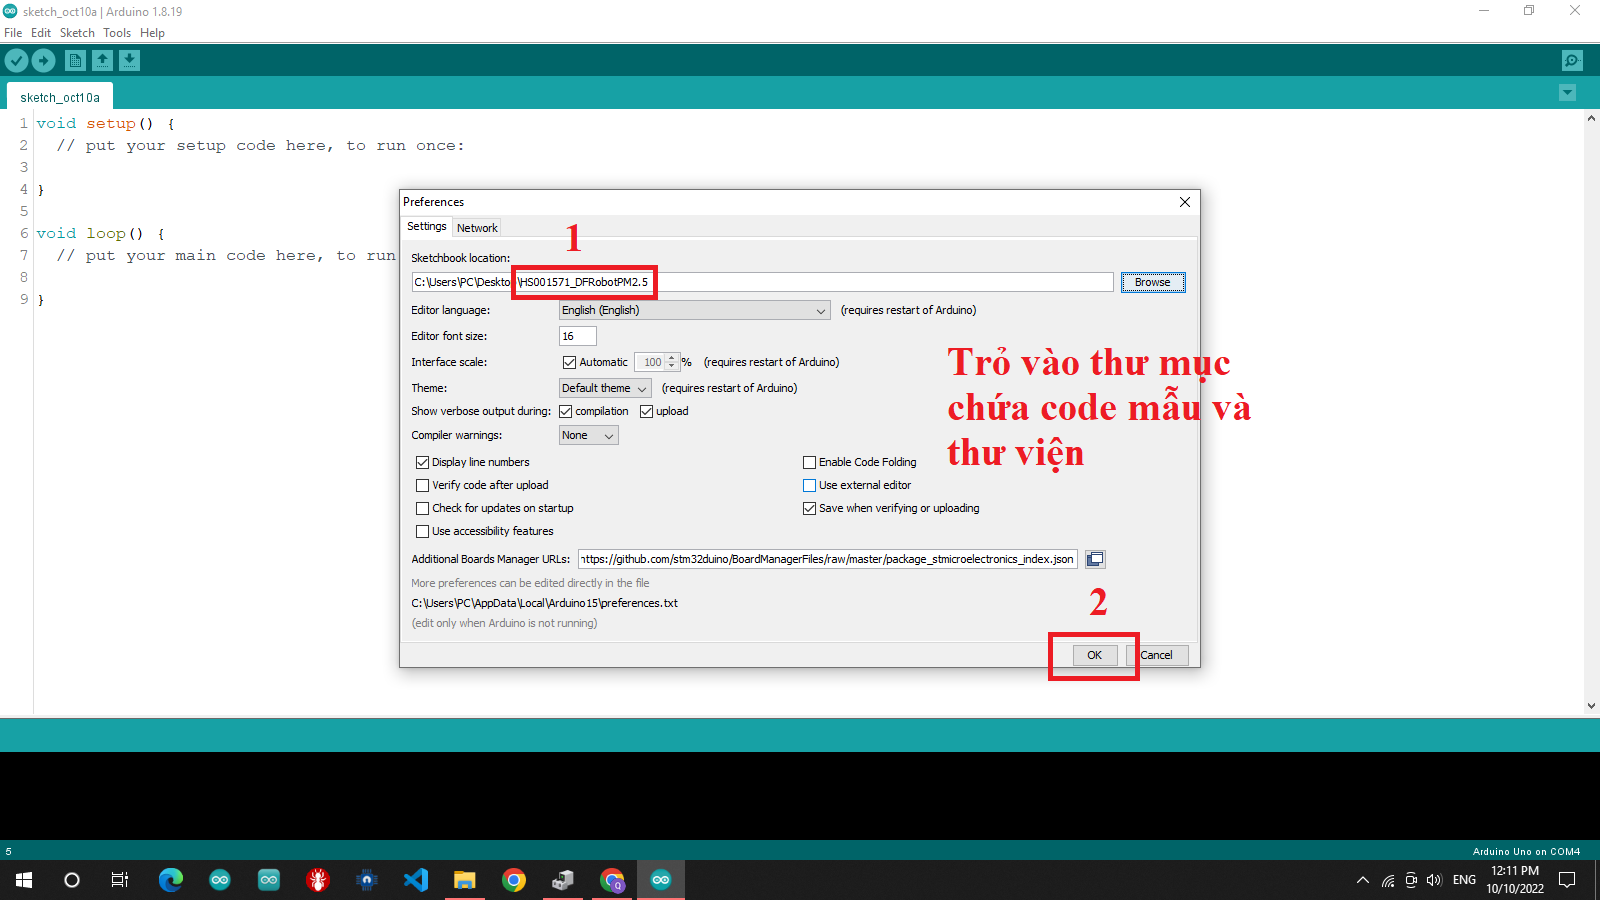 sketch_oct10a | Arduino 1.8.19
File Edit Sketch Tools Help
sketch_oct10a
1 void setup() {
2 // put your setup code here, to run once:
3
4 }
5
6 void loop() {
7 // put your main code here, to run
8
9 }
Preferences
Settings Network
1
Sketchbook location:
C:\Users\PC\Desktop\HS001571_DFRobotPM2.5 Browse
Editor language: English (English) (requires restart of Arduino)
Editor font size: 16
Interface scale: Automatic 100 % (requires restart of Arduino)
Theme: Default theme (requires restart of Arduino)
Show verbose output during: compilation upload
Compiler warnings: None
Trỏ vào thư mục
chứa code mẫu và
thư viện
Display line numbers Enable Code Folding
Verify code after upload Use external editor
Check for updates on startup Save when verifying or uploading
Use accessibility features
Additional Boards Manager URLs: https://github.com/stm32duino/BoardManagerFiles/raw/master/package_stmicroelectronics_index.json
More preferences can be edited directly in the file
C:\Users\PC\AppData\Local\Arduino15\preferences.txt
(edit only when Arduino is not running)
2
OK Cancel
5 Arduino Uno on COM4
Q ENG 12:11 PM
10/10/2022